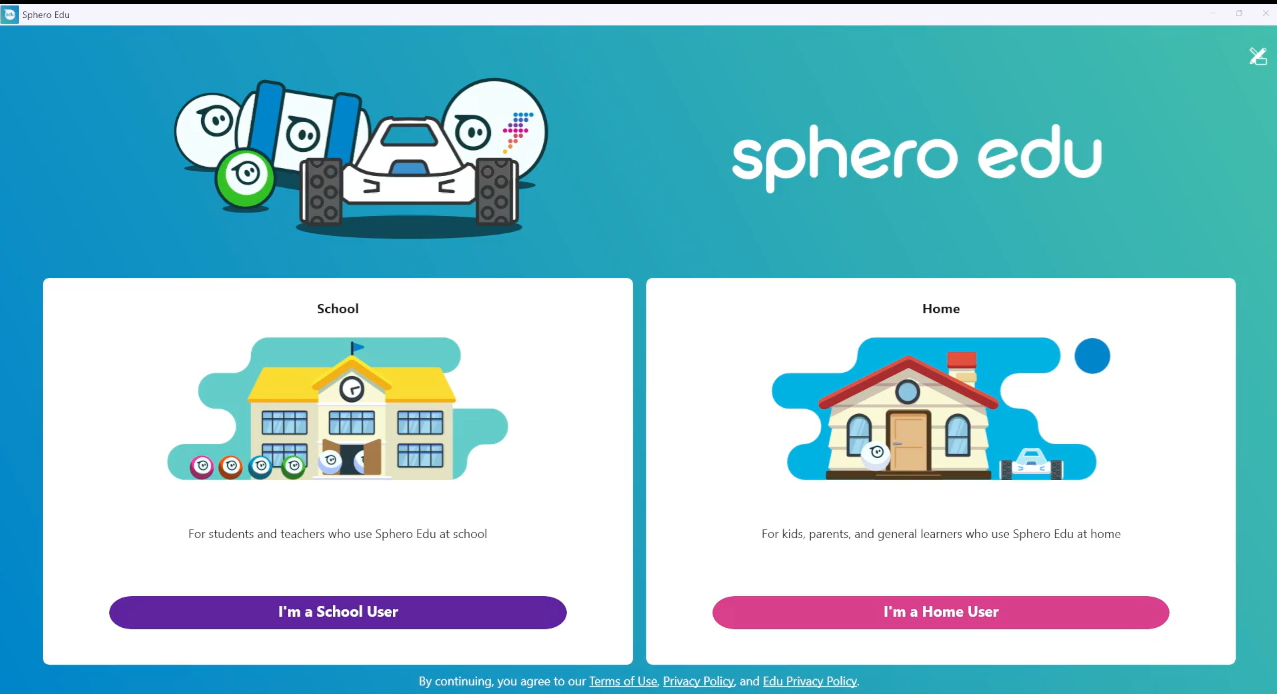 Sphero Edu
sphero edu
School
Home
For students and teachers who use Sphero Edu at school
For kids, parents, and general learners who use Sphero Edu at home
I'm a School User
I'm a Home User
By continuing, you agree to our Terms of Use, Privacy Policy, and Edu Privacy Policy.